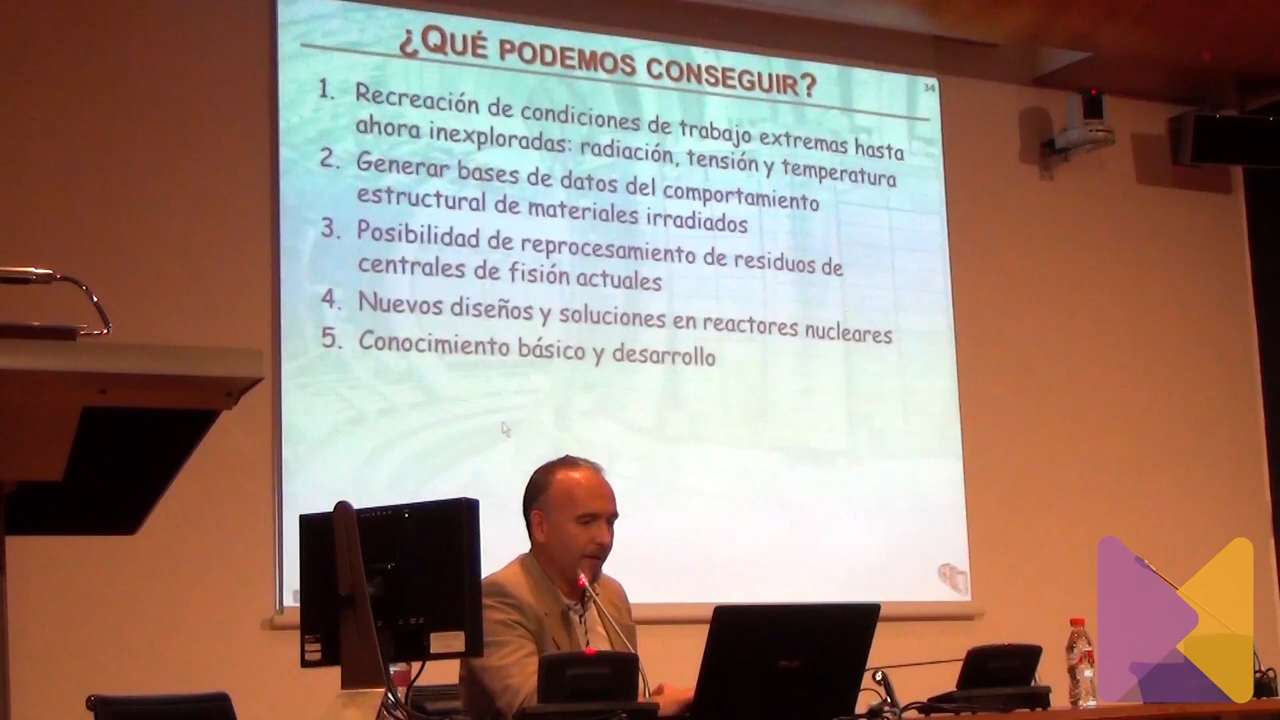 ¿QUÉ PODEMOS CONSEGUIR?
34
1. Recreación de condiciones de trabajo extremas hasta
ahora inexploradas: radiación, tensión y temperatura
2. Generar bases de datos del comportamiento
estructural de materiales irradiados
3. Posibilidad de reprocesamiento de residuos de
centrales de fisión actuales
4. Nuevos diseños y soluciones en reactores nucleares
5. Conocimiento básico y desarrollo